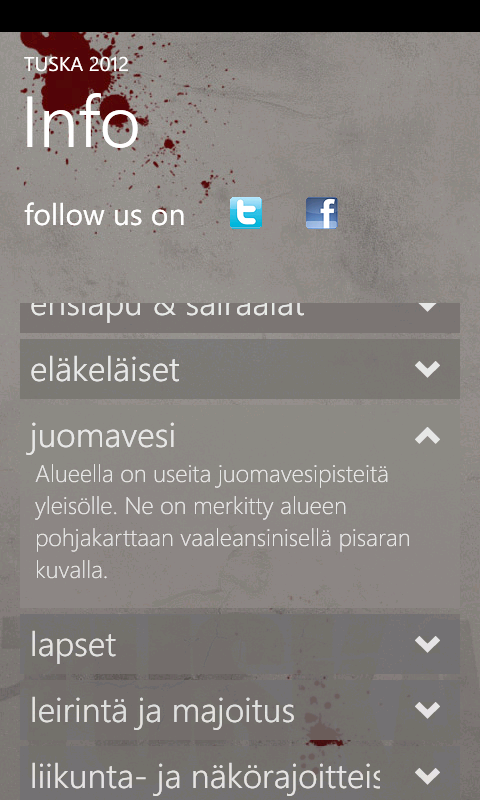 TUSKA 2012
Info
follow us on
ensiapu & sairaalat
eläkeläiset
juomavesi
Alueella on useita juomavesipisteitä
yleisölle. Ne on merkitty alueen
pohjakarttaan vaaleansinisellä pisaran
kuvalla.
lapset
leirintä ja majoitus
liikunta- ja näkörajoitteis